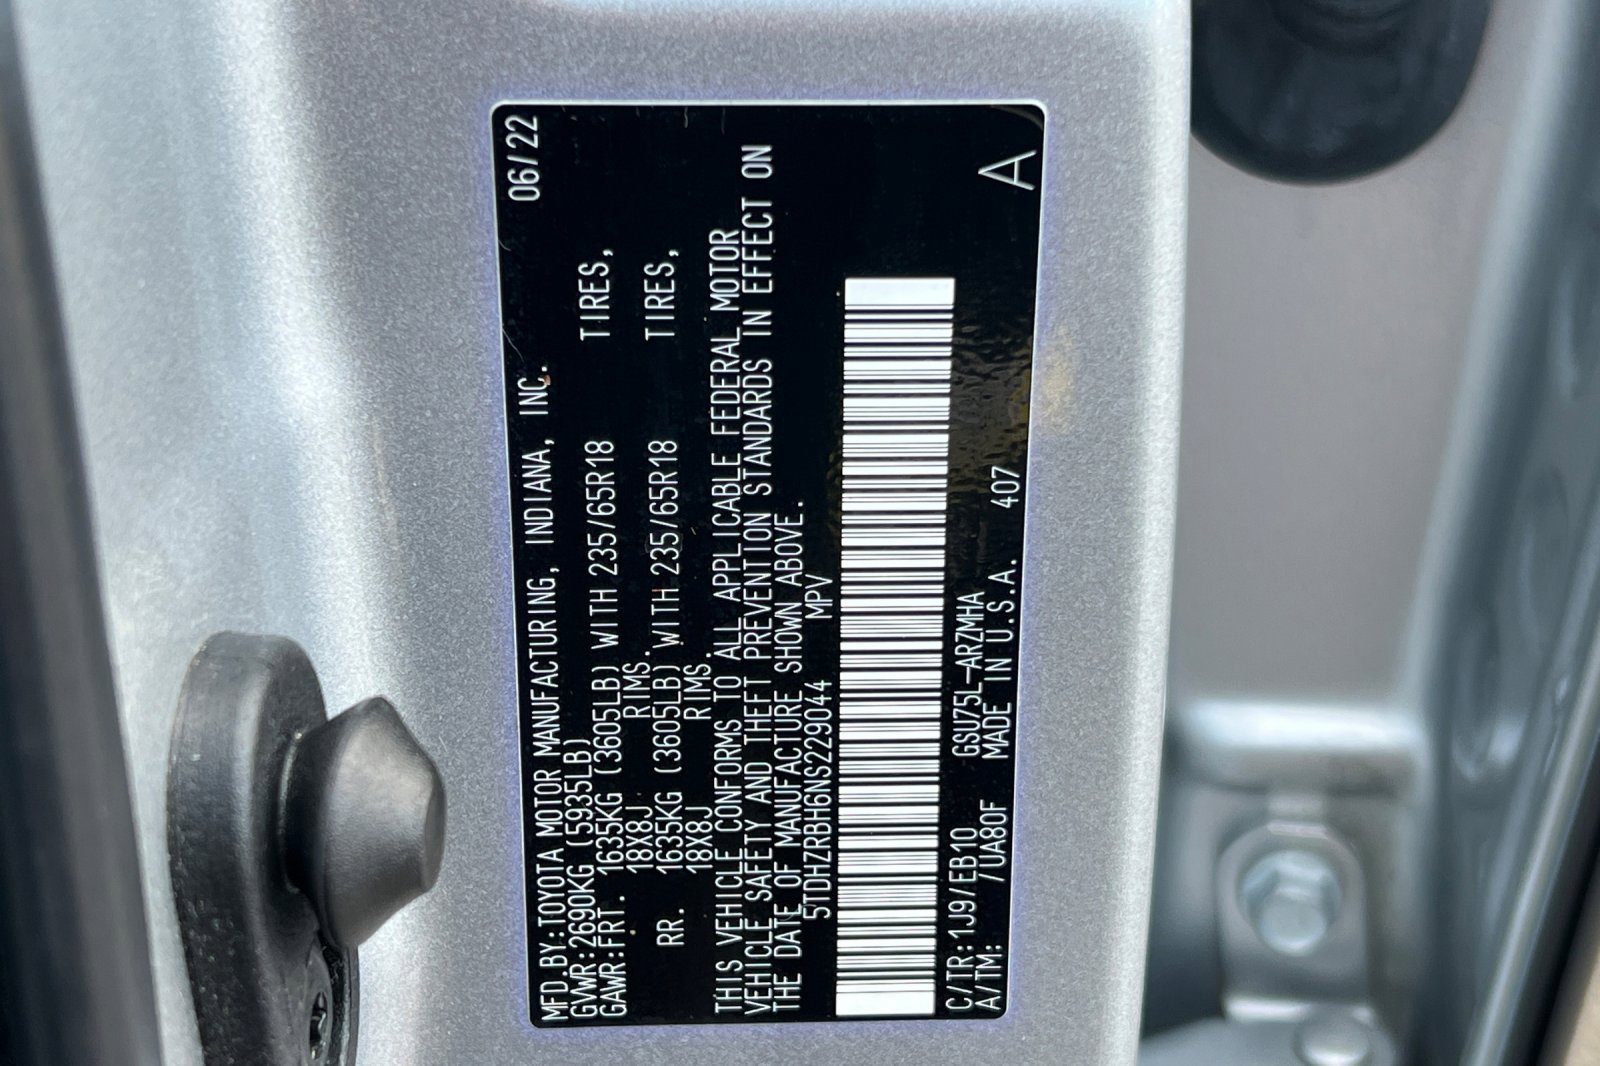 MFD.BY:TOYOTA MOTOR MANUFACTURING, INDIANA, INC. 06/22
GVWR:2690KG (5935LB)
GAWR:FRT. 1635KG (3605LB) WITH 235/65R18 TIRES,
18X8J RIMS.
RR. 1635KG (3605LB) WITH 235/65R18 TIRES,
18X8J RIMS.
THIS VEHICLE CONFORMS TO ALL APPLICABLE FEDERAL MOTOR
VEHICLE SAFETY AND THEFT PREVENTION STANDARDS IN EFFECT ON
THE DATE OF MANUFACTURE SHOWN ABOVE.
5TDHZRBH6NS229044 MPV
C/TR:1J9/EB10 GSU75L-ARZMHA
A/TM: /UA80F MADE IN U.S.A. 407 A